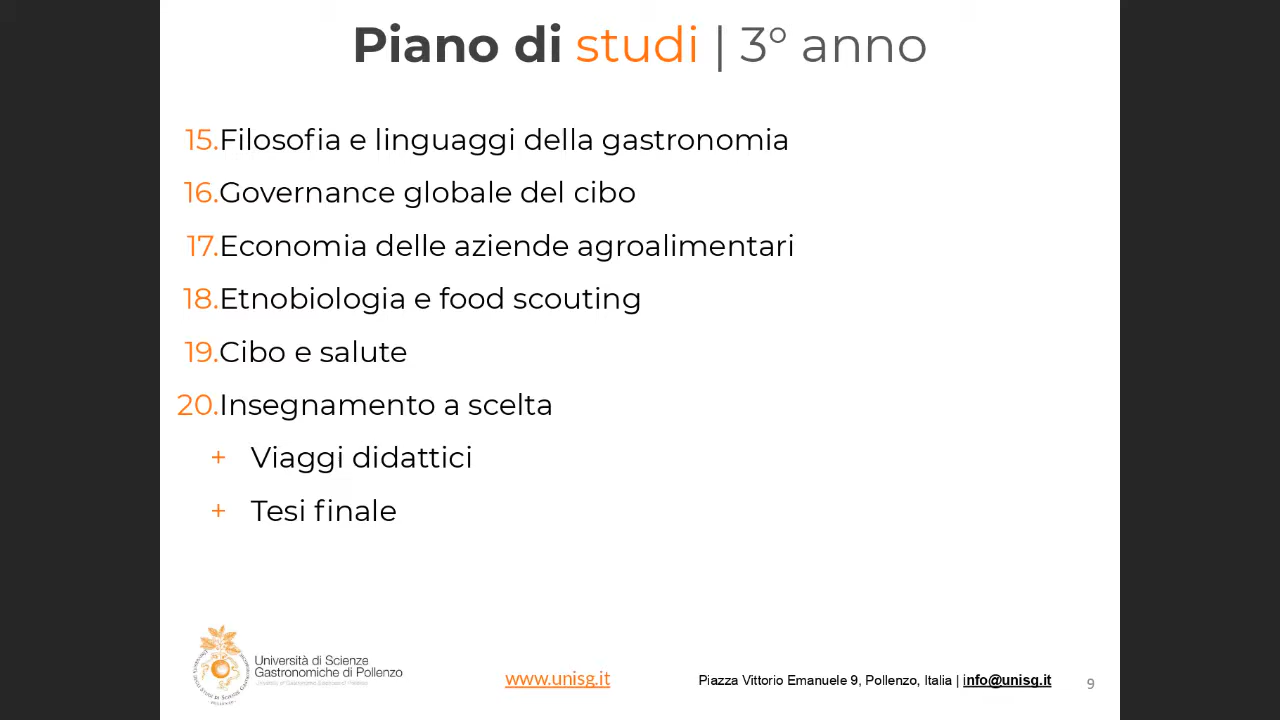 Piano di studi | 3° anno
15.Filosofia e linguaggi della gastronomia
16.Governance globale del cibo
17.Economia delle aziende agroalimentari
18.Etnobiologia e food scouting
19.Cibo e salute
20.Insegnamento a scelta
+ Viaggi didattici
+ Tesi finale
Università di Scienze
Gastronomiche di Pollenzo
www.unisg.it
Piazza Vittorio Emanuele 9, Pollenzo, Italia | info@unisg.it
9